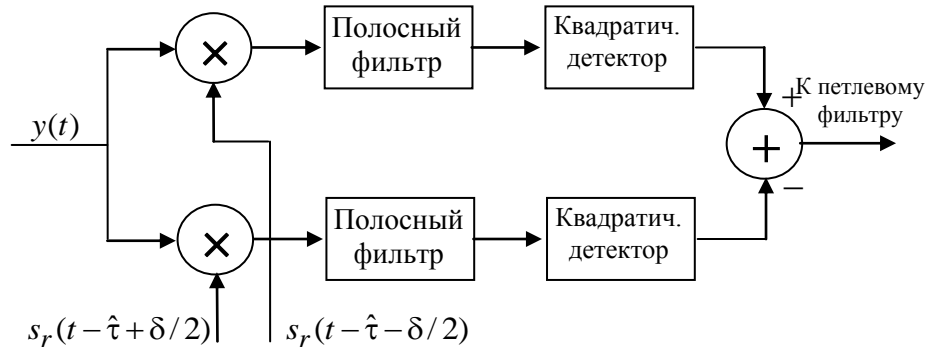 Полосный
фильтр
Квадратич.
детектор
К петлевому
фильтру
y(t)
×
+
+
−
×
Полосный
фильтр
Квадратич.
детектор
s_r(t − τ̂ + δ/2)
s_r(t − τ̂ − δ/2)